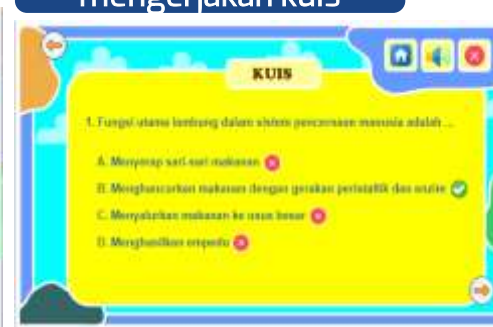 mengerjakan kuis
KUIS
1. Fungsi utama lambung dalam sistem pencernaan manusia adalah ...
A. Menyerap sari-sari makanan
B. Menghancurkan makanan dengan gerakan peristaltik dan enzim
C. Menyalurkan makanan ke usus besar
D. Menghasilkan empedu